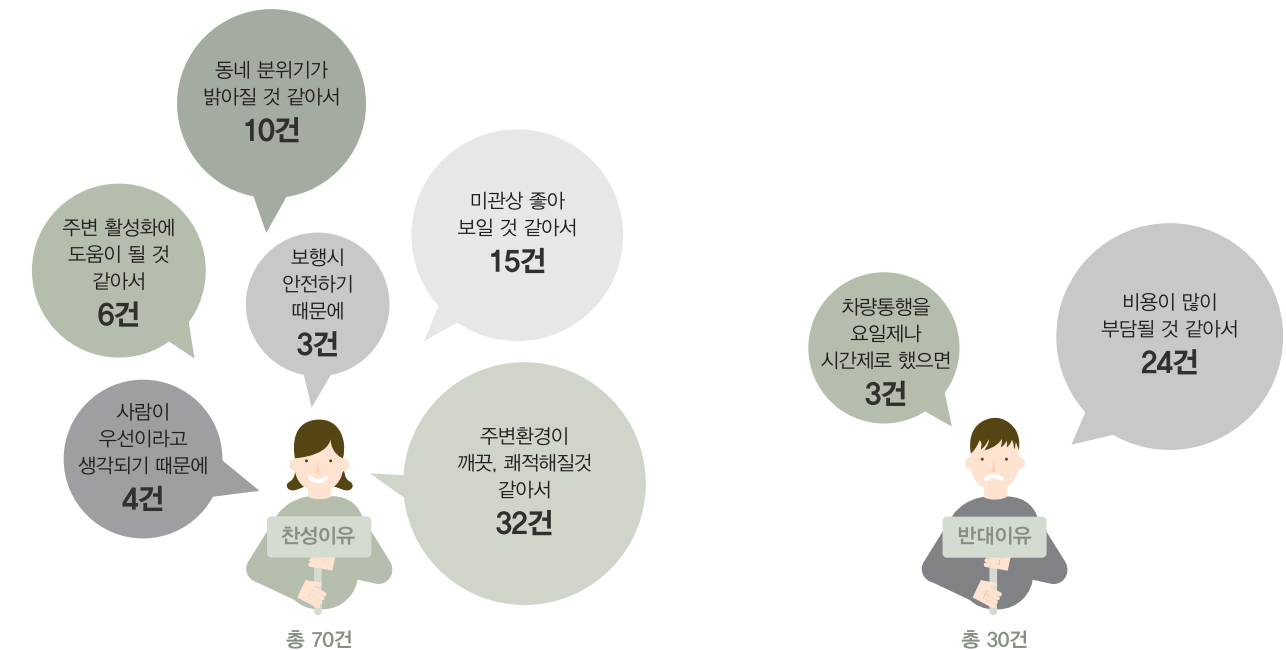 동네 분위기가
밝아질 것 같아서
10건
미관상 좋아
보일 것 같아서
15건
주변 활성화에
도움이 될 것
같아서
6건
보행시
안전하기
때문에
3건
사람이
우선이라고
생각되기 때문에
4건
주변환경이
깨끗, 쾌적해질것
같아서
32건
찬성이유
총 70건
차량통행을
요일제나
시간제로 했으면
3건
비용이 많이
부담될 것 같아서
24건
반대이유
총 30건